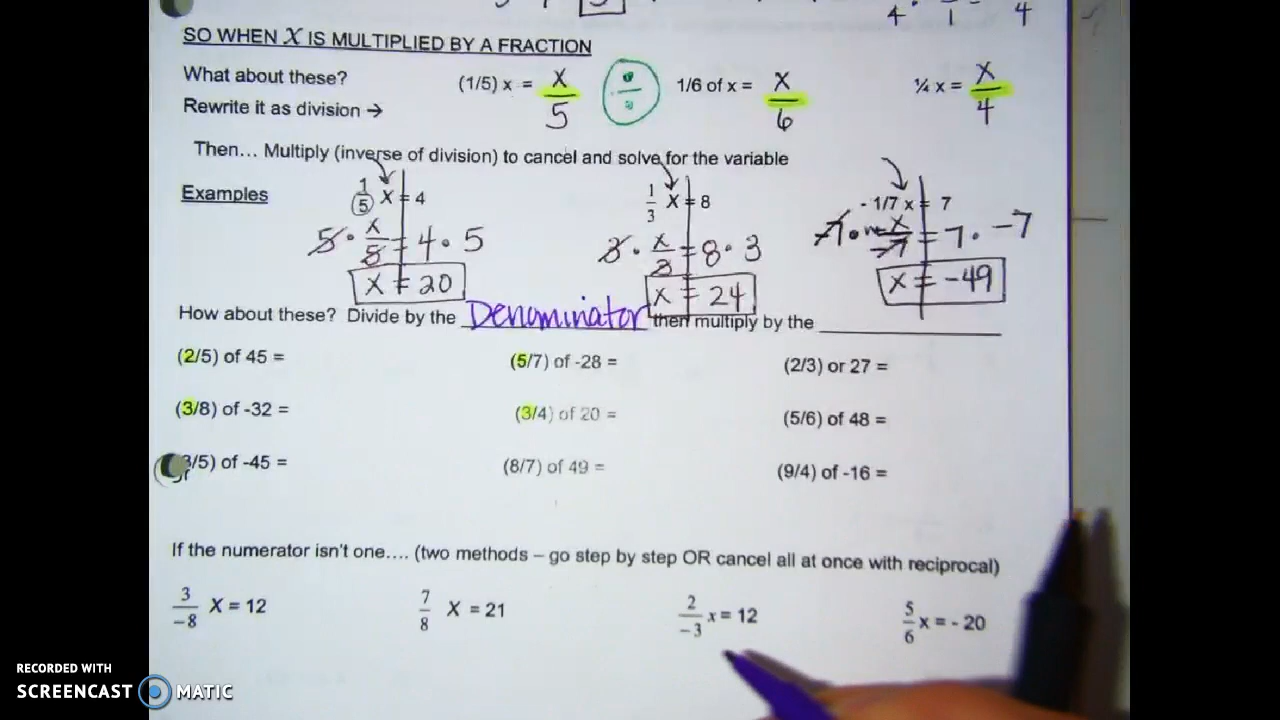 4 · 1 = 4
SO WHEN X IS MULTIPLIED BY A FRACTION
What about these? (1/5) x = x/5 ÷ 1/6 of x = x/6 ¼ x = x/4
Rewrite it as division →
Then... Multiply (inverse of division) to cancel and solve for the variable
Examples 1/5 X = 4 1/3 X = 8 - 1/7 x = 7
5 · x/5 = 4 · 5 3 · x/3 = 8 · 3 -7 · x/-7 = 7 · -7
x = 20 x = 24 x = -49
How about these? Divide by the Denominator then multiply by the
(2/5) of 45 = (5/7) of -28 = (2/3) or 27 =
(3/8) of -32 = (3/4) of 20 = (5/6) of 48 =
/5) of -45 = (8/7) of 49 = (9/4) of -16 =
If the numerator isn't one.... (two methods – go step by step OR cancel all at once with reciprocal)
3/-8 X = 12 7/8 X = 21 2/-3 x = 12 5/6 x = - 20
RECORDED WITH
SCREENCAST MATIC